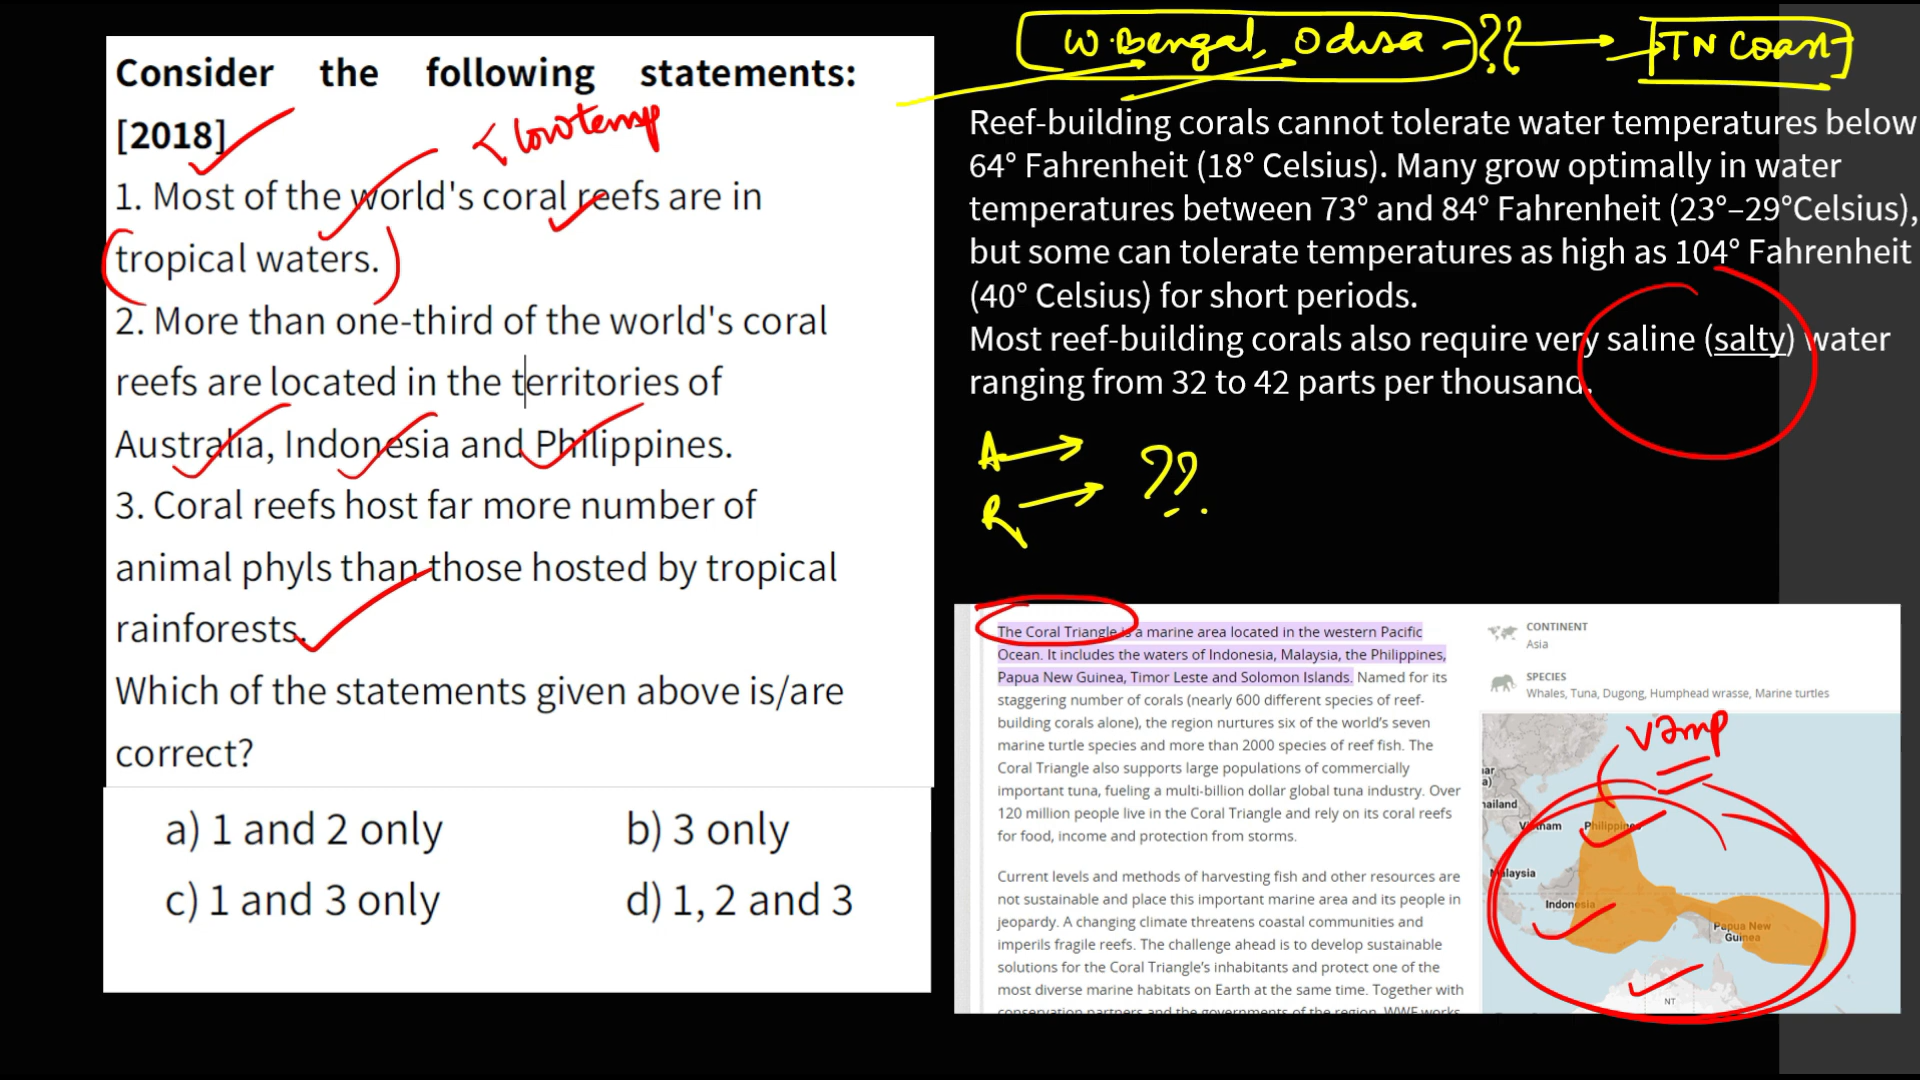 Consider the following statements:
[2018]
< low temp
1. Most of the world's coral reefs are in
tropical waters.
2. More than one-third of the world's coral
reefs are located in the territories of
Australia, Indonesia and Philippines.
3. Coral reefs host far more number of
animal phyls than those hosted by tropical
rainforests.
Which of the statements given above is/are
correct?
a) 1 and 2 only
b) 3 only
c) 1 and 3 only
d) 1, 2 and 3
W.Bengal, Odisa - ?? → TN Coast
Reef-building corals cannot tolerate water temperatures below
64° Fahrenheit (18° Celsius). Many grow optimally in water
temperatures between 73° and 84° Fahrenheit (23°–29°Celsius),
but some can tolerate temperatures as high as 104° Fahrenheit
(40° Celsius) for short periods.
Most reef-building corals also require very saline (salty) water
ranging from 32 to 42 parts per thousand.
A →
R → ??
The Coral Triangle is a marine area located in the western Pacific
Ocean. It includes the waters of Indonesia, Malaysia, the Philippines,
Papua New Guinea, Timor Leste and Solomon Islands. Named for its
staggering number of corals (nearly 600 different species of reef-
building corals alone), the region nurtures six of the world's seven
marine turtle species and more than 2000 species of reef fish. The
Coral Triangle also supports large populations of commercially
important tuna, fueling a multi-billion dollar global tuna industry. Over
120 million people live in the Coral Triangle and rely on its coral reefs
for food, income and protection from storms.
Current levels and methods of harvesting fish and other resources are
not sustainable and place this important marine area and its people in
jeopardy. A changing climate threatens coastal communities and
imperils fragile reefs. The challenge ahead is to develop sustainable
solutions for the Coral Triangle's inhabitants and protect one of the
most diverse marine habitats on Earth at the same time. Together with
conservation partners and the governments of the region, WWF works
CONTINENT
Asia
SPECIES
Whales, Tuna, Dugong, Humphead wrasse, Marine turtles
Vamp
Vietnam
Philippines
Malaysia
Indonesia
Papua New
Guinea
NT